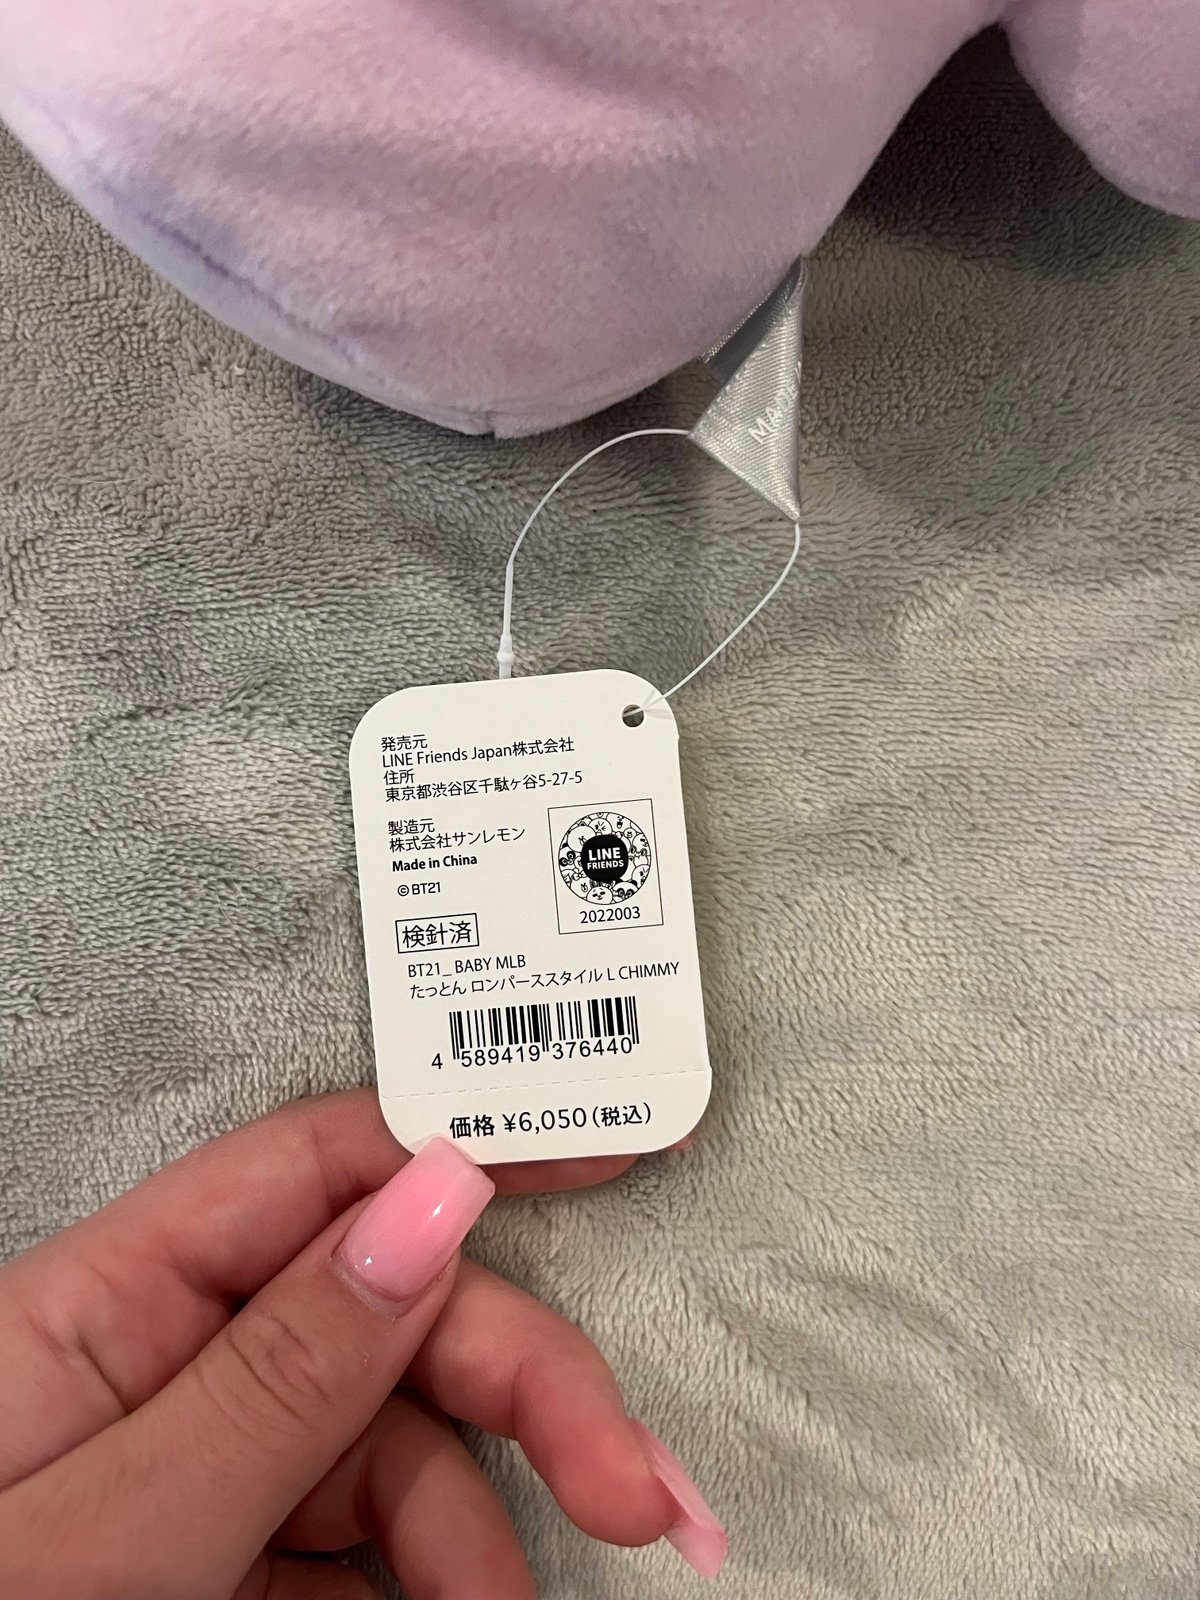 発売元
LINE Friends Japan株式会社
住所
東京都渋谷区千駄ヶ谷5-27-5
製造元
株式会社サンレモン
Made in China
©BT21
LINE
FRIENDS
2022003
検針済
BT21_ BABY MLB
たっとん ロンパーススタイル L CHIMMY
4 589419 376440
価格 ¥6,050(税込)